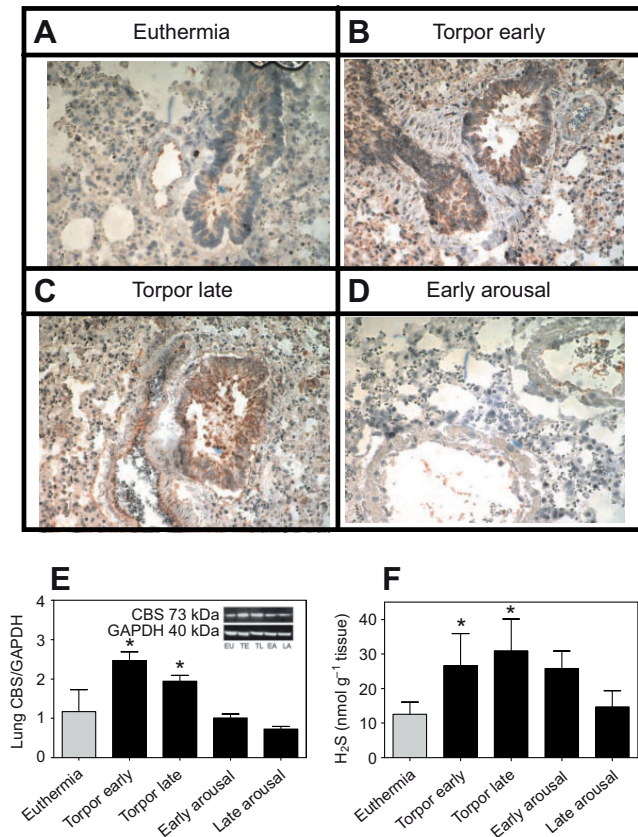 A Euthermia
B Torpor early
C Torpor late
D Early arousal
E
4
3
2
1
0
Lung CBS/GAPDH
CBS 73 kDa
GAPDH 40 kDa
EU TE TL EA LA
*
*
Euthermia
Torpor early
Torpor late
Early arousal
Late arousal
F
40
30
20
10
0
H₂S (nmol g⁻¹ tissue)
*
*
Euthermia
Torpor early
Torpor late
Early arousal
Late arousal